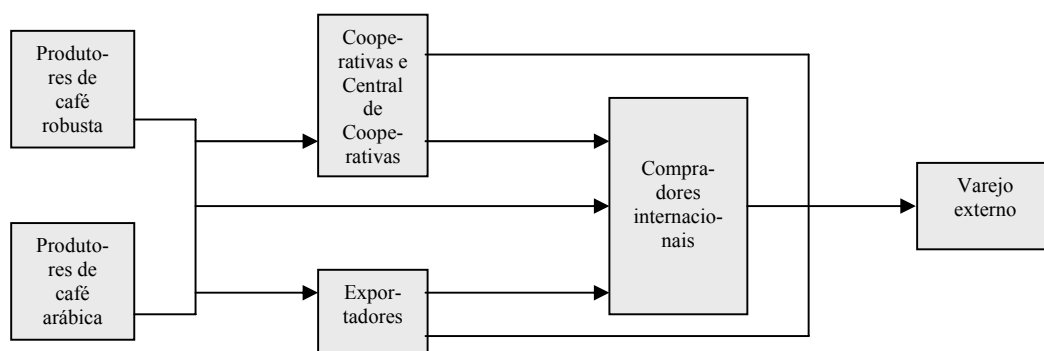 Produto-
res de
café
robusta
Coope-
rativas e
Central
de
Coope-
rativas
Compra-
dores
internacio-
nais
Varejo
externo
Produto-
res de
café
arábica
Expor-
tadores